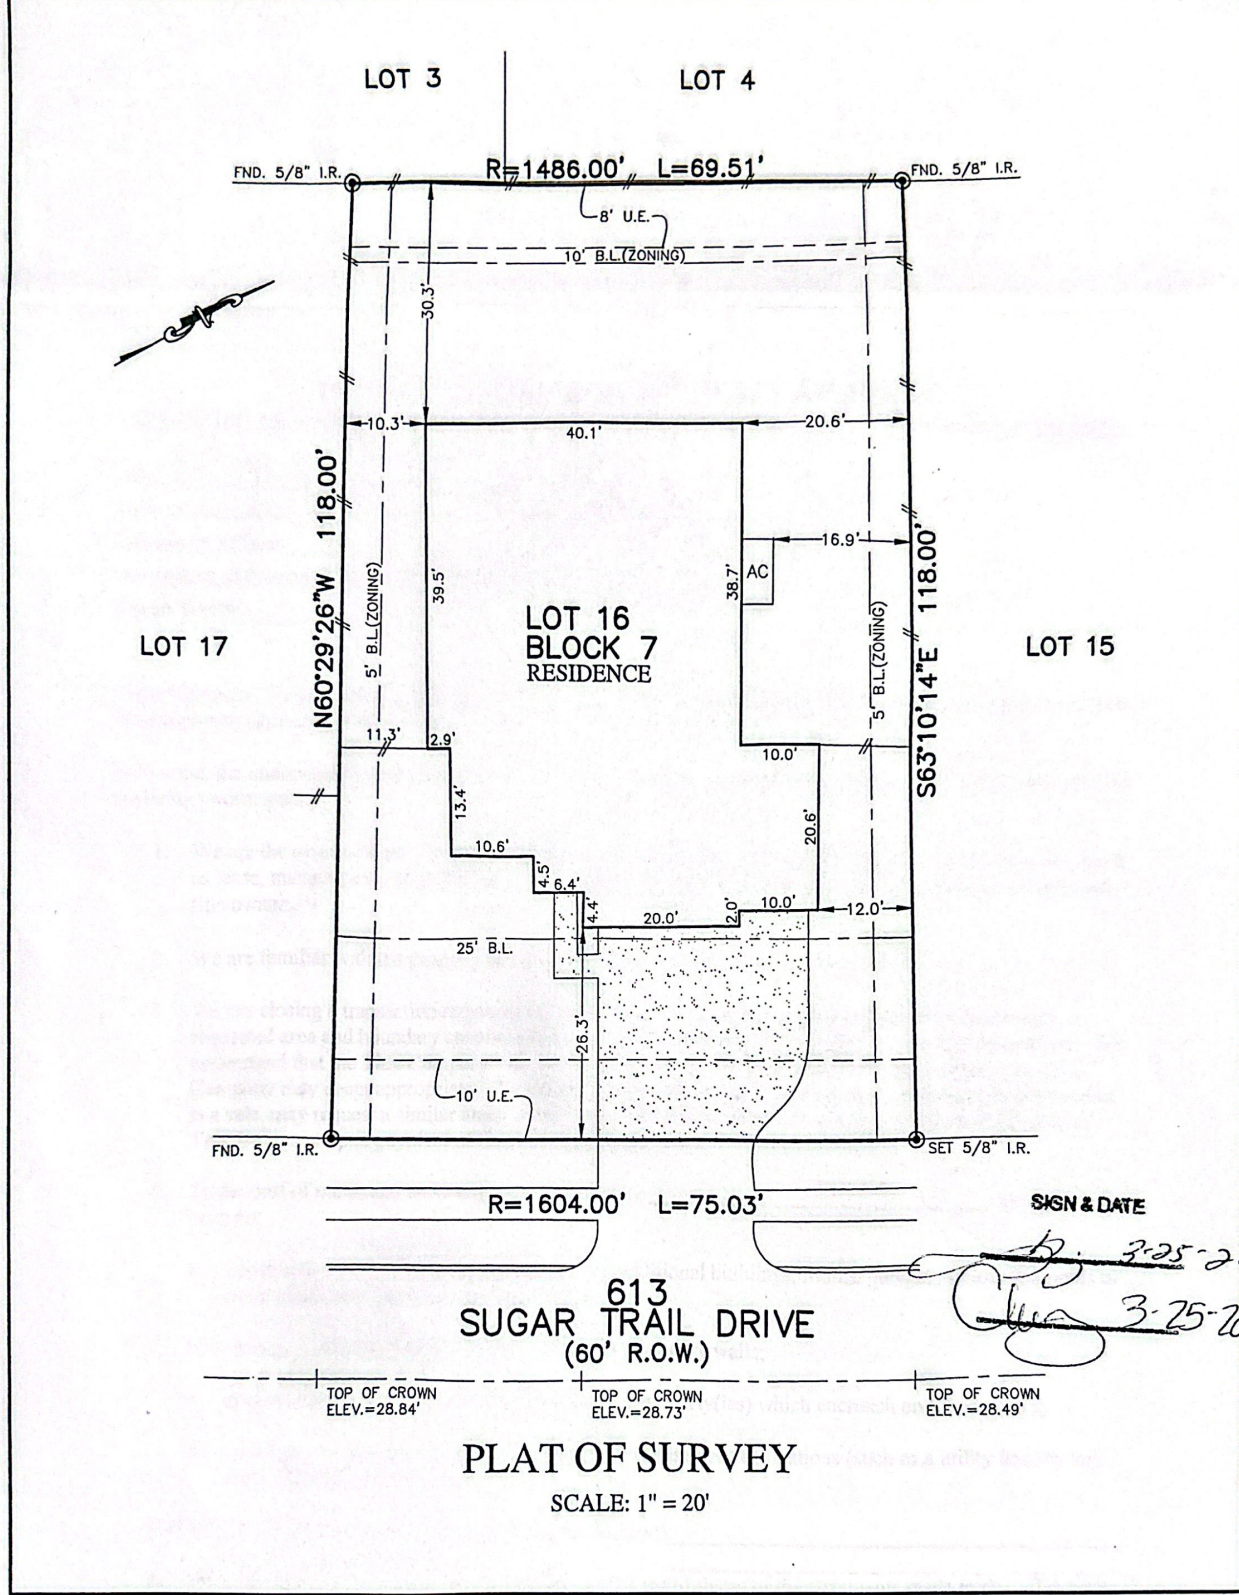 LOT 3
LOT 4
FND. 5/8" I.R.
R=1486.00' L=69.51'
FND. 5/8" I.R.
8' U.E.
10' B.L.(ZONING)
30.3'
N
10.3'
40.1'
20.6'
N60°29'26"W 118.00'
S63°10'14"E 118.00'
16.9'
AC
38.7'
39.5'
5' B.L.(ZONING)
5' B.L.(ZONING)
LOT 17
LOT 16
BLOCK 7
RESIDENCE
LOT 15
11.3'
2.9'
10.0'
13.4'
20.6'
10.6'
4.5'
6.4'
4.4'
20.0'
2.0'
10.0'
12.0'
25' B.L.
26.3'
10' U.E.
FND. 5/8" I.R.
SET 5/8" I.R.
R=1604.00' L=75.03'
SIGN & DATE
3-25-2
3-25-20
613
SUGAR TRAIL DRIVE
(60' R.O.W.)
TOP OF CROWN
ELEV.=28.84'
TOP OF CROWN
ELEV.=28.73'
TOP OF CROWN
ELEV.=28.49'
PLAT OF SURVEY
SCALE: 1" = 20'